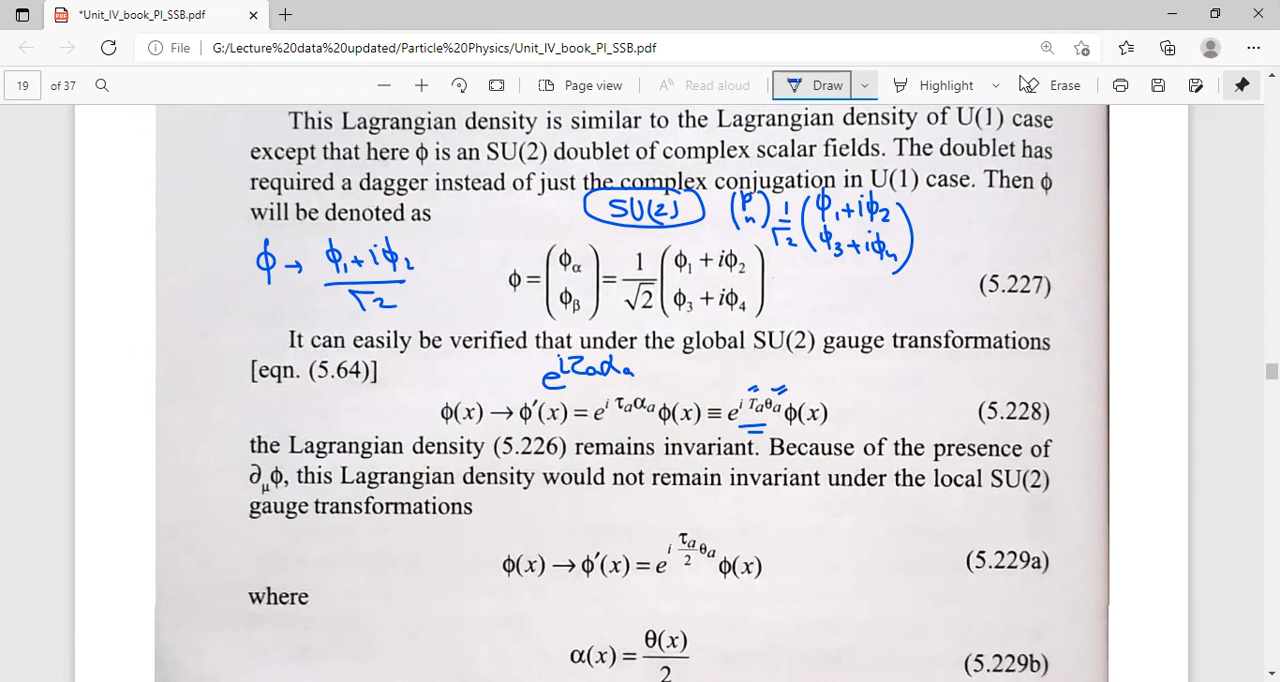 *Unit_IV_book_PI_SSB.pdf
File | G:/Lecture%20data%20updated/Particle%20Physics/Unit_IV_book_PI_SSB.pdf
19 of 37 Page view Read aloud Draw Highlight Erase
This Lagrangian density is similar to the Lagrangian density of U(1) case
except that here ϕ is an SU(2) doublet of complex scalar fields. The doublet has
required a dagger instead of just the complex conjugation in U(1) case. Then ϕ
will be denoted as
SU(2) (p n) 1/√2 (ϕ₁+iϕ₂ ϕ₃+iϕ₄)
ϕ → ϕ₁+iϕ₂/√2
ϕ = (ϕα ϕβ) = 1/√2 (ϕ₁ + iϕ₂ ϕ₃ + iϕ₄) (5.227)
It can easily be verified that under the global SU(2) gauge transformations
[eqn. (5.64)]
e^{iτₐαₐ}
ϕ(x) → ϕ′(x) = e^{i τₐαₐ} ϕ(x) ≡ e^{i Tₐθₐ} ϕ(x) (5.228)
the Lagrangian density (5.226) remains invariant. Because of the presence of
∂μϕ, this Lagrangian density would not remain invariant under the local SU(2)
gauge transformations
ϕ(x) → ϕ′(x) = e^{i τₐ/2 θₐ} ϕ(x) (5.229a)
where
α(x) = θ(x)/2 (5.229b)